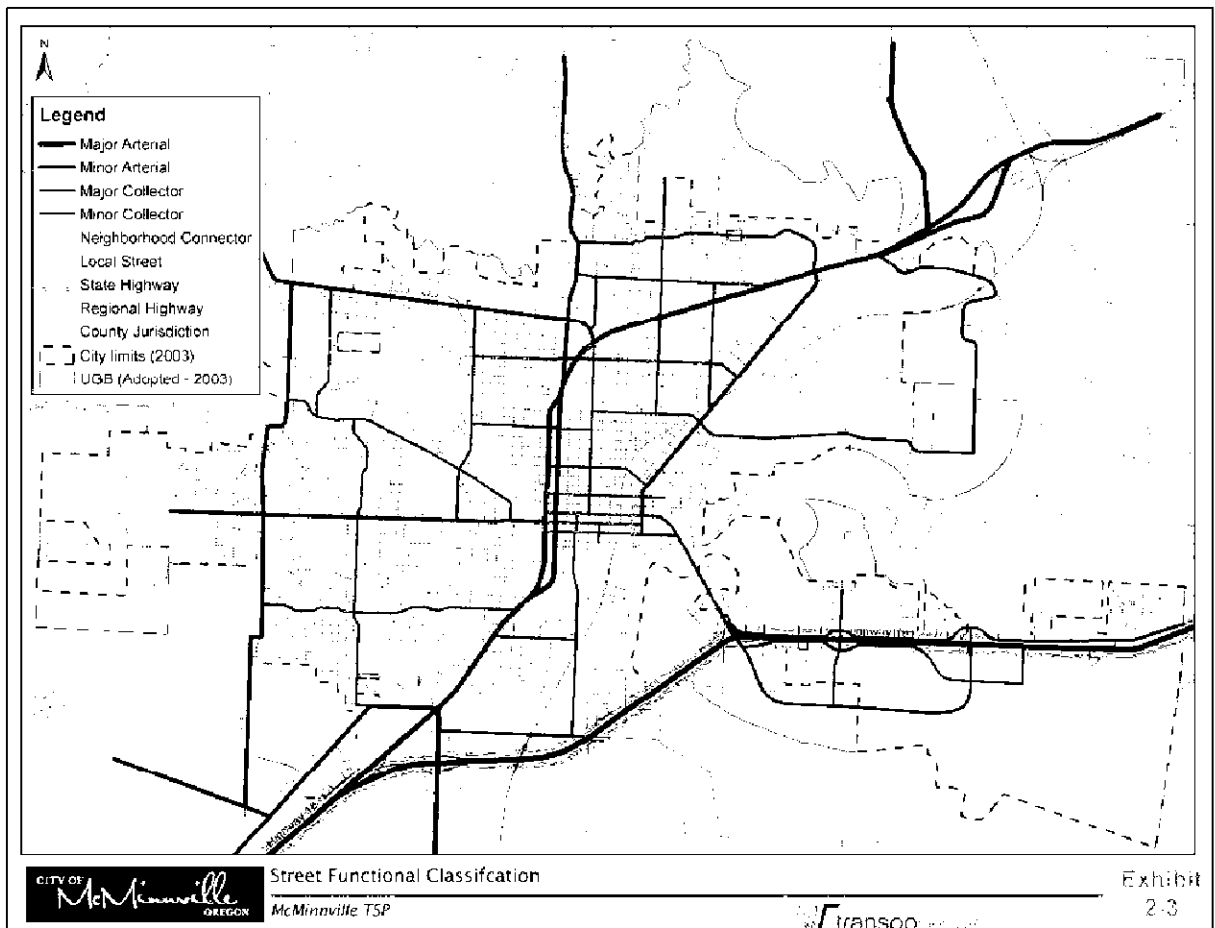 N
Legend
Major Arterial
Minor Arterial
Major Collector
Minor Collector
Neighborhood Connector
Local Street
State Highway
Regional Highway
County Jurisdiction
City limits (2003)
UGB (Adopted - 2003)
Highway
Highway
CITY OF
McMinnville
OREGON
Street Functional Classifcation
McMinnville TSP
transpo
Exhibit
2-3